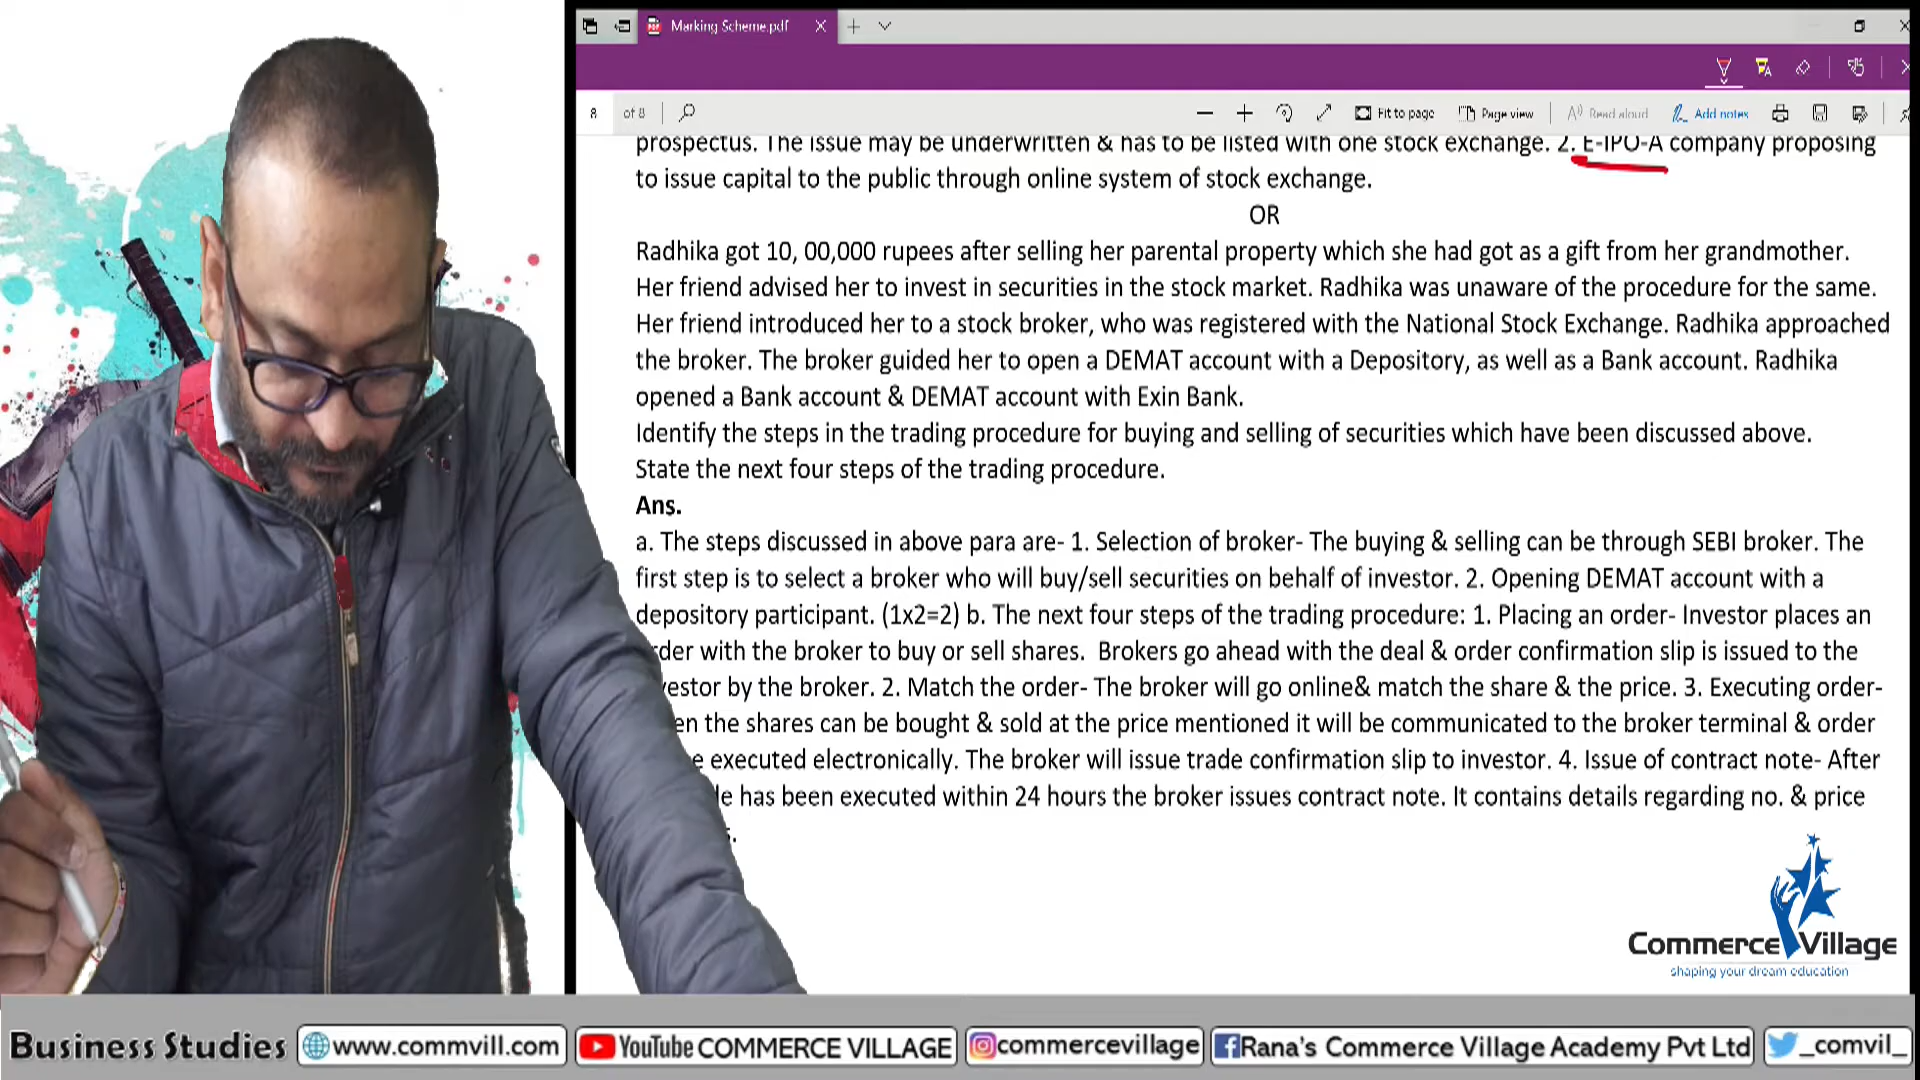 Marking Scheme.pdf
8 of 8
Fit to page
Page view
Read aloud
Add notes
prospectus. The issue may be underwritten & has to be listed with one stock exchange. 2. E-IPO-A company proposing
to issue capital to the public through online system of stock exchange.
OR
Radhika got 10, 00,000 rupees after selling her parental property which she had got as a gift from her grandmother.
Her friend advised her to invest in securities in the stock market. Radhika was unaware of the procedure for the same.
Her friend introduced her to a stock broker, who was registered with the National Stock Exchange. Radhika approached
the broker. The broker guided her to open a DEMAT account with a Depository, as well as a Bank account. Radhika
opened a Bank account & DEMAT account with Exin Bank.
Identify the steps in the trading procedure for buying and selling of securities which have been discussed above.
State the next four steps of the trading procedure.
Ans.
a. The steps discussed in above para are- 1. Selection of broker- The buying & selling can be through SEBI broker. The
first step is to select a broker who will buy/sell securities on behalf of investor. 2. Opening DEMAT account with a
depository participant. (1x2=2) b. The next four steps of the trading procedure: 1. Placing an order- Investor places an
with the broker to buy or sell shares.  Brokers go ahead with the deal & order confirmation slip is issued to the
by the broker. 2. Match the order- The broker will go online& match the share & the price. 3. Executing order-
the shares can be bought & sold at the price mentioned it will be communicated to the broker terminal & order
executed electronically. The broker will issue trade confirmation slip to investor. 4. Issue of contract note- After
has been executed within 24 hours the broker issues contract note. It contains details regarding no. & price
Commerce Village
shaping your dream education
Business Studies www.commvill.com YouTube COMMERCE VILLAGE commercevillage Rana's Commerce Village Academy Pvt Ltd _comvil_